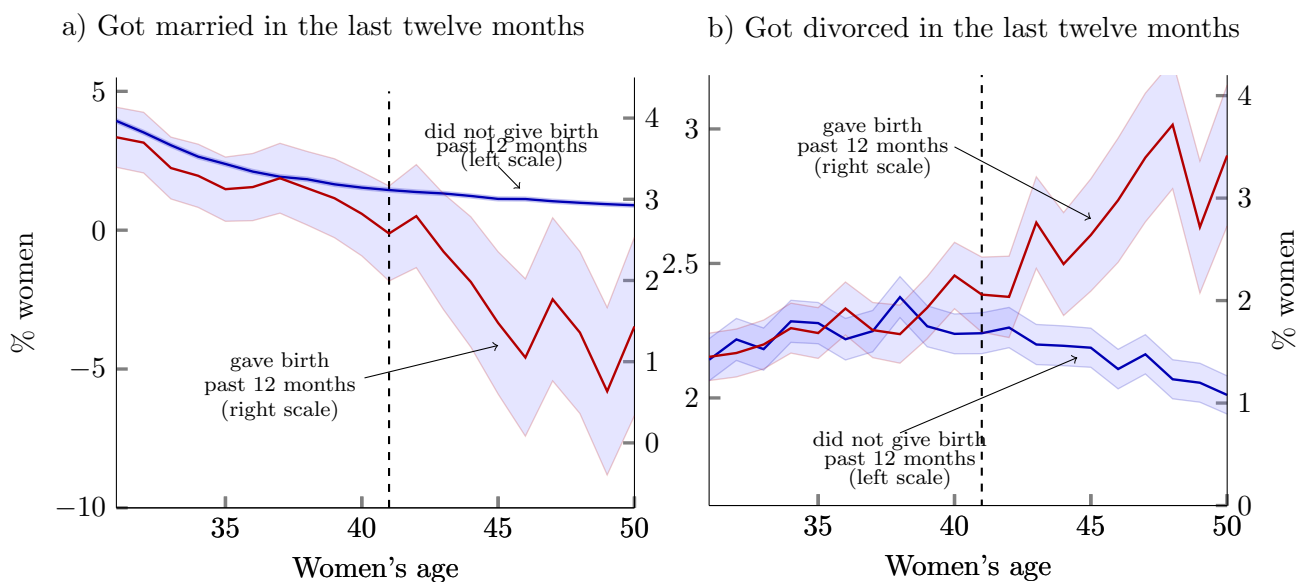 a) Got married in the last twelve months
5
0
−5
−10
% women
4
3
2
1
0
35
40
45
50
Women's age
did not give birth
past 12 months
(left scale)
gave birth
past 12 months
(right scale)
b) Got divorced in the last twelve months
3
2.5
2
4
3
2
1
0
% women
35
40
45
50
Women's age
gave birth
past 12 months
(right scale)
did not give birth
past 12 months
(left scale)